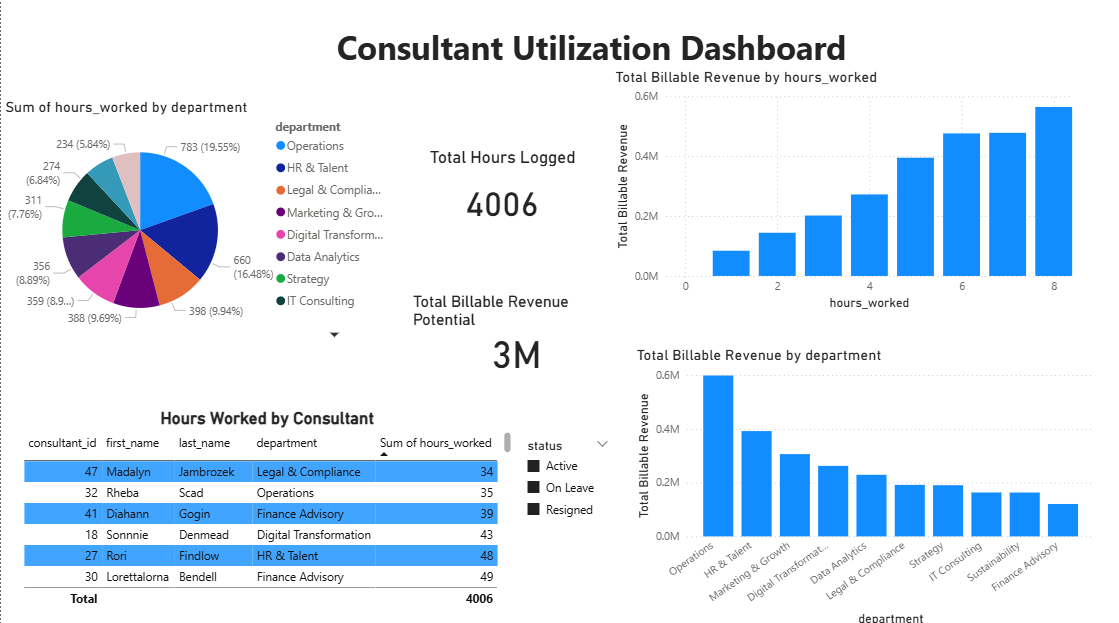 Consultant Utilization Dashboard
Sum of hours_worked by department
234 (5.84%)
274
(6.84%)
311
(7.76%)
356
(8.89%)
359 (8.9...)
388 (9.69%)
398 (9.94%)
660
(16.48%)
783 (19.55%)
department
Operations
HR & Talent
Legal & Complia...
Marketing & Gro...
Digital Transform...
Data Analytics
Strategy
IT Consulting
Total Hours Logged
4006
Total Billable Revenue
Potential
3M
Total Billable Revenue by hours_worked
Total Billable Revenue
0.6M
0.4M
0.2M
0.0M
0 2 4 6 8
hours_worked
Hours Worked by Consultant
consultant_id first_name last_name department Sum of hours_worked
47 Madalyn Jambrozek Legal & Compliance 34
32 Rheba Scad Operations 35
41 Diahann Gogin Finance Advisory 39
18 Sonnnie Denmead Digital Transformation 43
27 Rori Findlow HR & Talent 48
30 Lorettalorna Bendell Finance Advisory 49
Total 4006
status
Active
On Leave
Resigned
Total Billable Revenue by department
Total Billable Revenue
0.6M
0.4M
0.2M
0.0M
Operations
HR & Talent
Marketing & Growth
Digital Transformat...
Data Analytics
Legal & Compliance
Strategy
IT Consulting
Sustainability
Finance Advisory
department